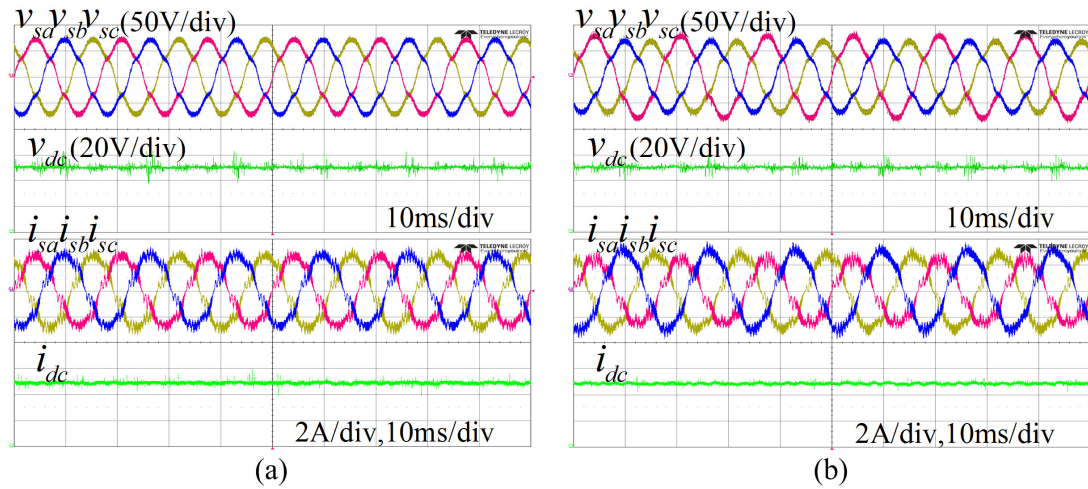 vsa vsb vsc (50V/div)
TELEDYNE LECROY
vdc (20V/div)
10ms/div
isa isb isc
TELEDYNE LECROY
idc
2A/div,10ms/div
(a)
vsa vsb vsc (50V/div)
TELEDYNE LECROY
vdc (20V/div)
10ms/div
isa isb isc
TELEDYNE LECROY
idc
2A/div,10ms/div
(b)